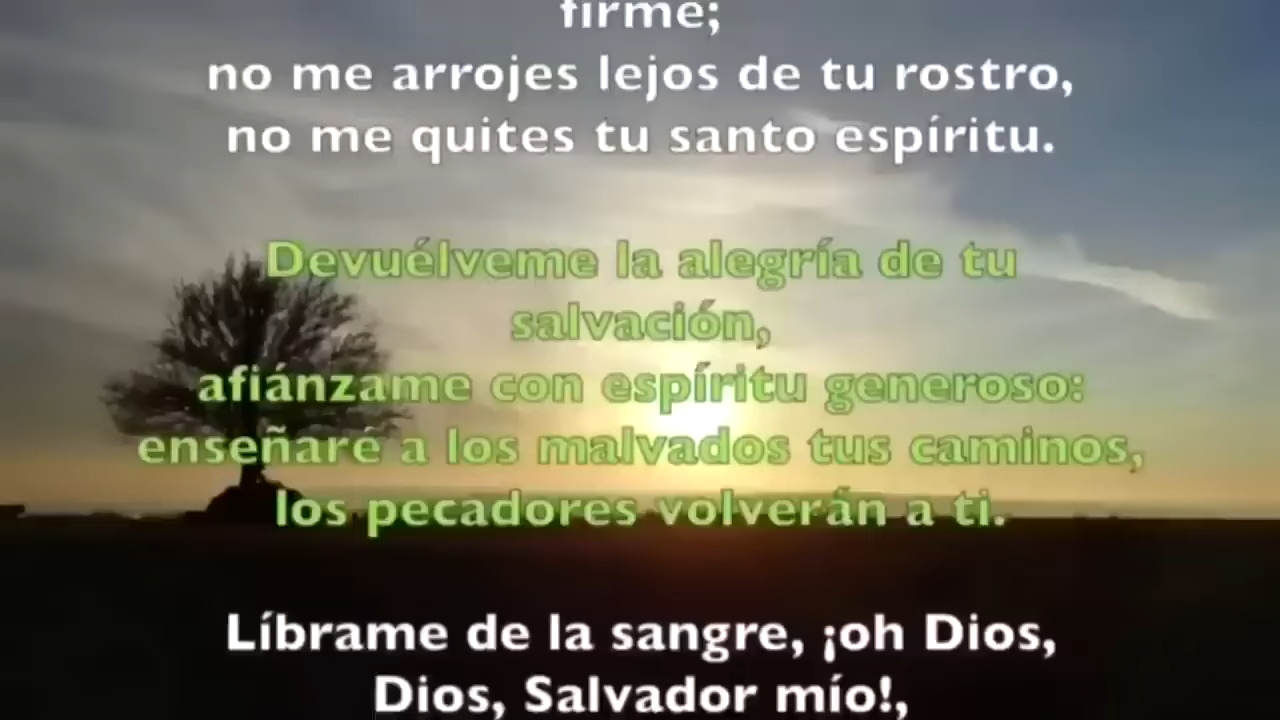 firme;
no me arrojes lejos de tu rostro,
no me quites tu santo espíritu.
Devuélveme la alegría de tu
salvación,
afiánzame con espíritu generoso:
enseñaré a los malvados tus caminos,
los pecadores volverán a ti.
Líbrame de la sangre, ¡oh Dios,
Dios, Salvador mío!,